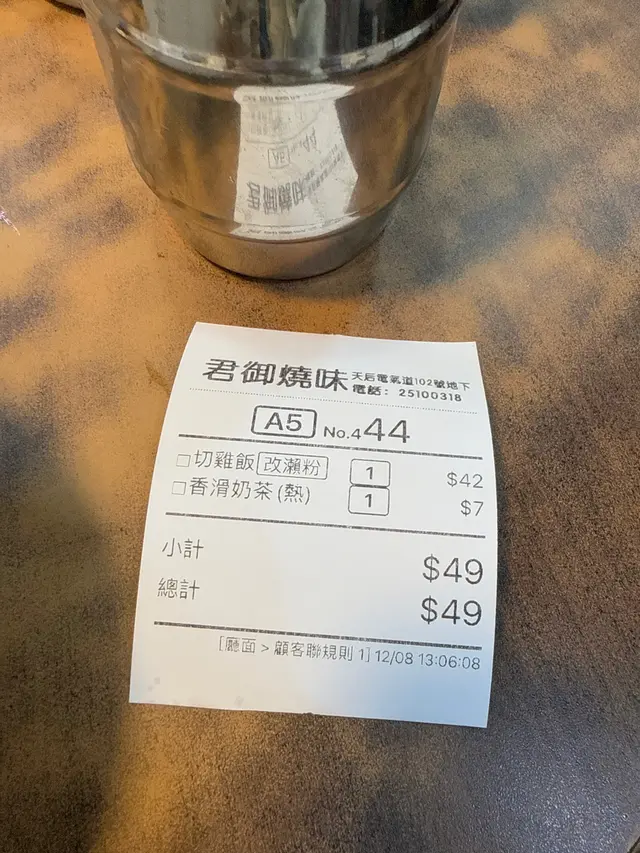 君御燒味 天后電氣道102號地下
電話： 25100318
A5 No.444
□切雞飯 改瀨粉 1 $42
□香滑奶茶(熱) 1 $7
小計 $49
總計 $49
[廳面 > 顧客聯規則 1] 12/08 13:06:08